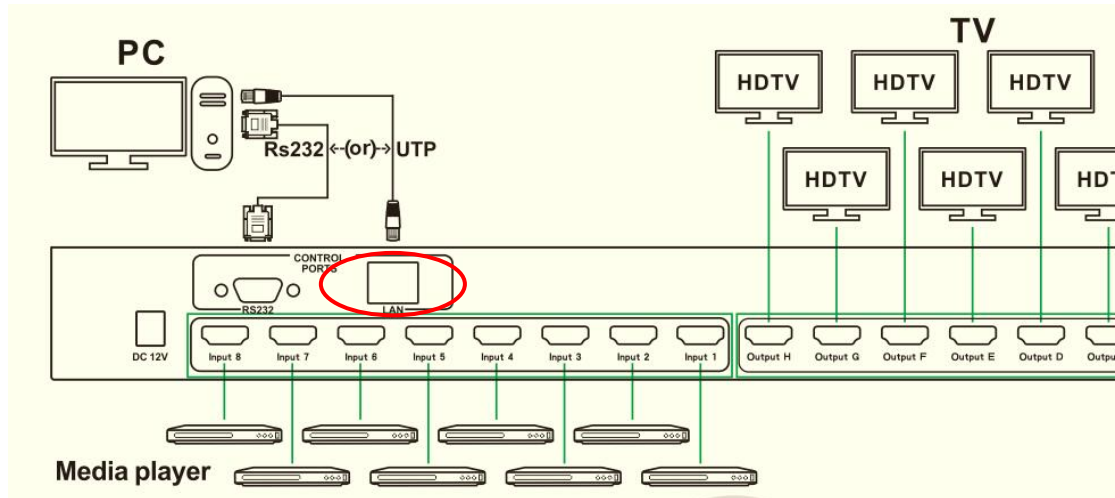 PC
TV
HDTV HDTV HDTV
Rs232 <--(or)--> UTP
HDTV HDTV HDT
CONTROL
PORTS
RS232 LAN
DC 12V
Input 8 Input 7 Input 6 Input 5 Input 4 Input 3 Input 2 Input 1 Output H Output G Output F Output E Output D Outpu
Media player